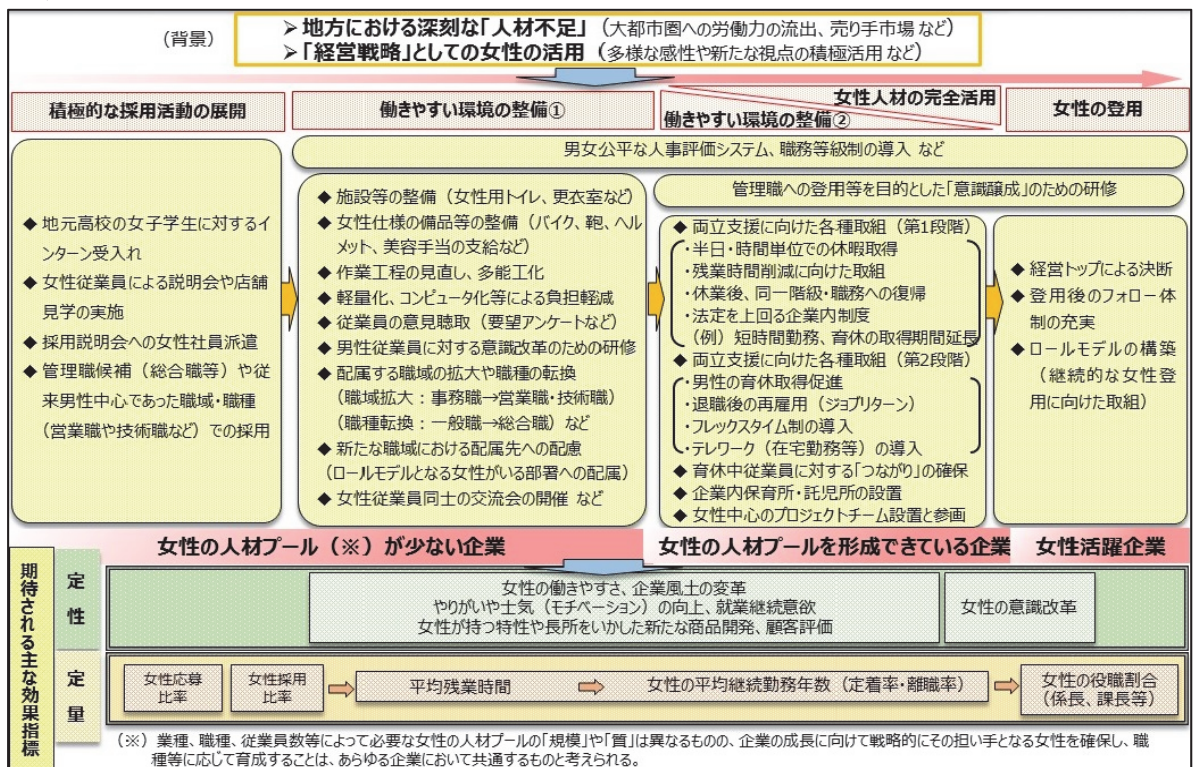 (背景)
➢ 地方における深刻な「人材不足」（大都市圏への労働力の流出、売り手市場 など）
➢ 「経営戦略」としての女性の活用（多様な感性や新たな視点の積極活用 など）
積極的な採用活動の展開
働きやすい環境の整備①
女性人材の完全活用
働きやすい環境の整備②
女性の登用
男女公平な人事評価システム、職務等級制の導入 など
◆ 地元高校の女子学生に対するイ
ンターン受入れ
◆ 女性従業員による説明会や店舗
見学の実施
◆ 採用説明会への女性社員派遣
◆ 管理職候補（総合職等）や従
来男性中心であった職域・職種
（営業職や技術職など）での採用
◆ 施設等の整備（女性用トイレ、更衣室など）
◆ 女性仕様の備品等の整備（バイク、鞄、ヘル
メット、美容手当の支給など）
◆ 作業工程の見直し、多能工化
◆ 軽量化、コンピュータ化等による負担軽減
◆ 従業員の意見聴取（要望アンケートなど）
◆ 男性従業員に対する意識改革のための研修
◆ 配属する職域の拡大や職種の転換
（職域拡大：事務職→営業職・技術職）
（職種転換：一般職→総合職）など
◆ 新たな職域における配属先への配慮
（ロールモデルとなる女性がいる部署への配属）
◆ 女性従業員同士の交流会の開催 など
管理職への登用等を目的とした「意識醸成」のための研修
◆ 両立支援に向けた各種取組（第1段階）
・半日・時間単位での休暇取得
・残業時間削減に向けた取組
・休業後、同一階級・職務への復帰
・法定を上回る企業内制度
（例）短時間勤務、育休の取得期間延長
◆ 両立支援に向けた各種取組（第2段階）
・男性の育休取得促進
・退職後の再雇用（ジョブリターン）
・フレックスタイム制の導入
・テレワーク（在宅勤務等）の導入
◆ 育休中従業員に対する「つながり」の確保
◆ 企業内保育所・託児所の設置
◆ 女性中心のプロジェクトチーム設置と参画
◆ 経営トップによる決断
◆ 登用後のフォロー体
制の充実
◆ ロールモデルの構築
（継続的な女性登
用に向けた取組）
女性の人材プール（※）が少ない企業
女性の人材プールを形成できている企業
女性活躍企業
期待される主な効果指標
定性
女性の働きやすさ、企業風土の変革
やりがいや士気（モチベーション）の向上、就業継続意欲
女性が持つ特性や長所をいかした新たな商品開発、顧客評価
女性の意識改革
定量
女性応募
比率
女性採用
比率
平均残業時間
女性の平均継続勤務年数（定着率・離職率）
女性の役職割合
（係長、課長等）
（※）業種、職種、従業員数等によって必要な女性の人材プールの「規模」や「質」は異なるものの、企業の成長に向けて戦略的にその担い手となる女性を確保し、職
種等に応じて育成することは、あらゆる企業において共通するものと考えられる。